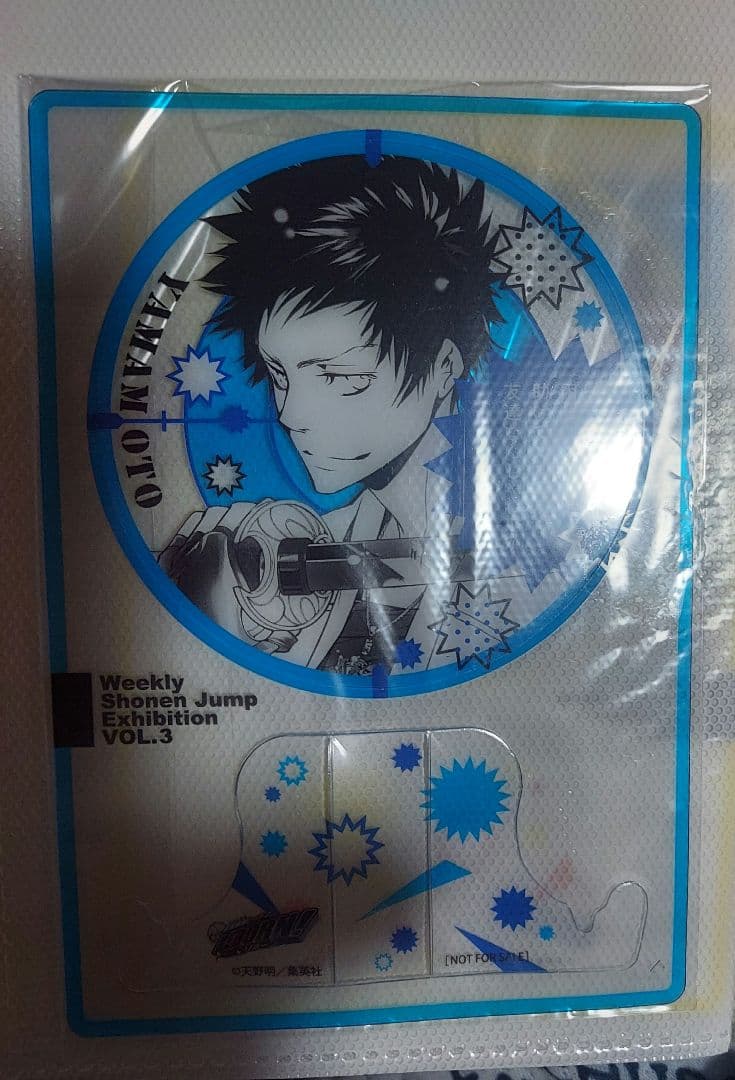 YAMAMOTO
Weekly
Shonen Jump
Exhibition
VOL.3
REBORN!
©天野明／集英社
[NOT FOR SALE]